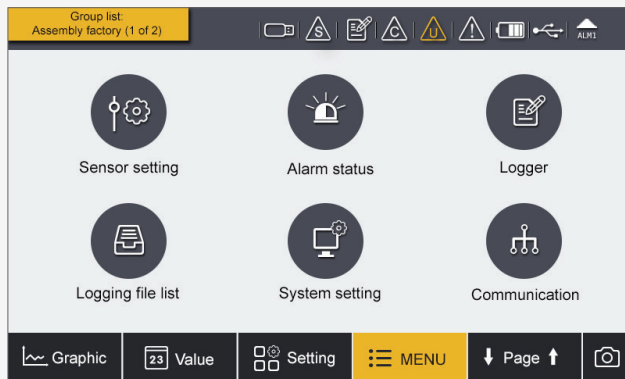 Group list:
Assembly factory (1 of 2)
S
C
U
!
ALM1
Sensor setting
Alarm status
Logger
Logging file list
System setting
Communication
Graphic
23 Value
Setting
MENU
Page